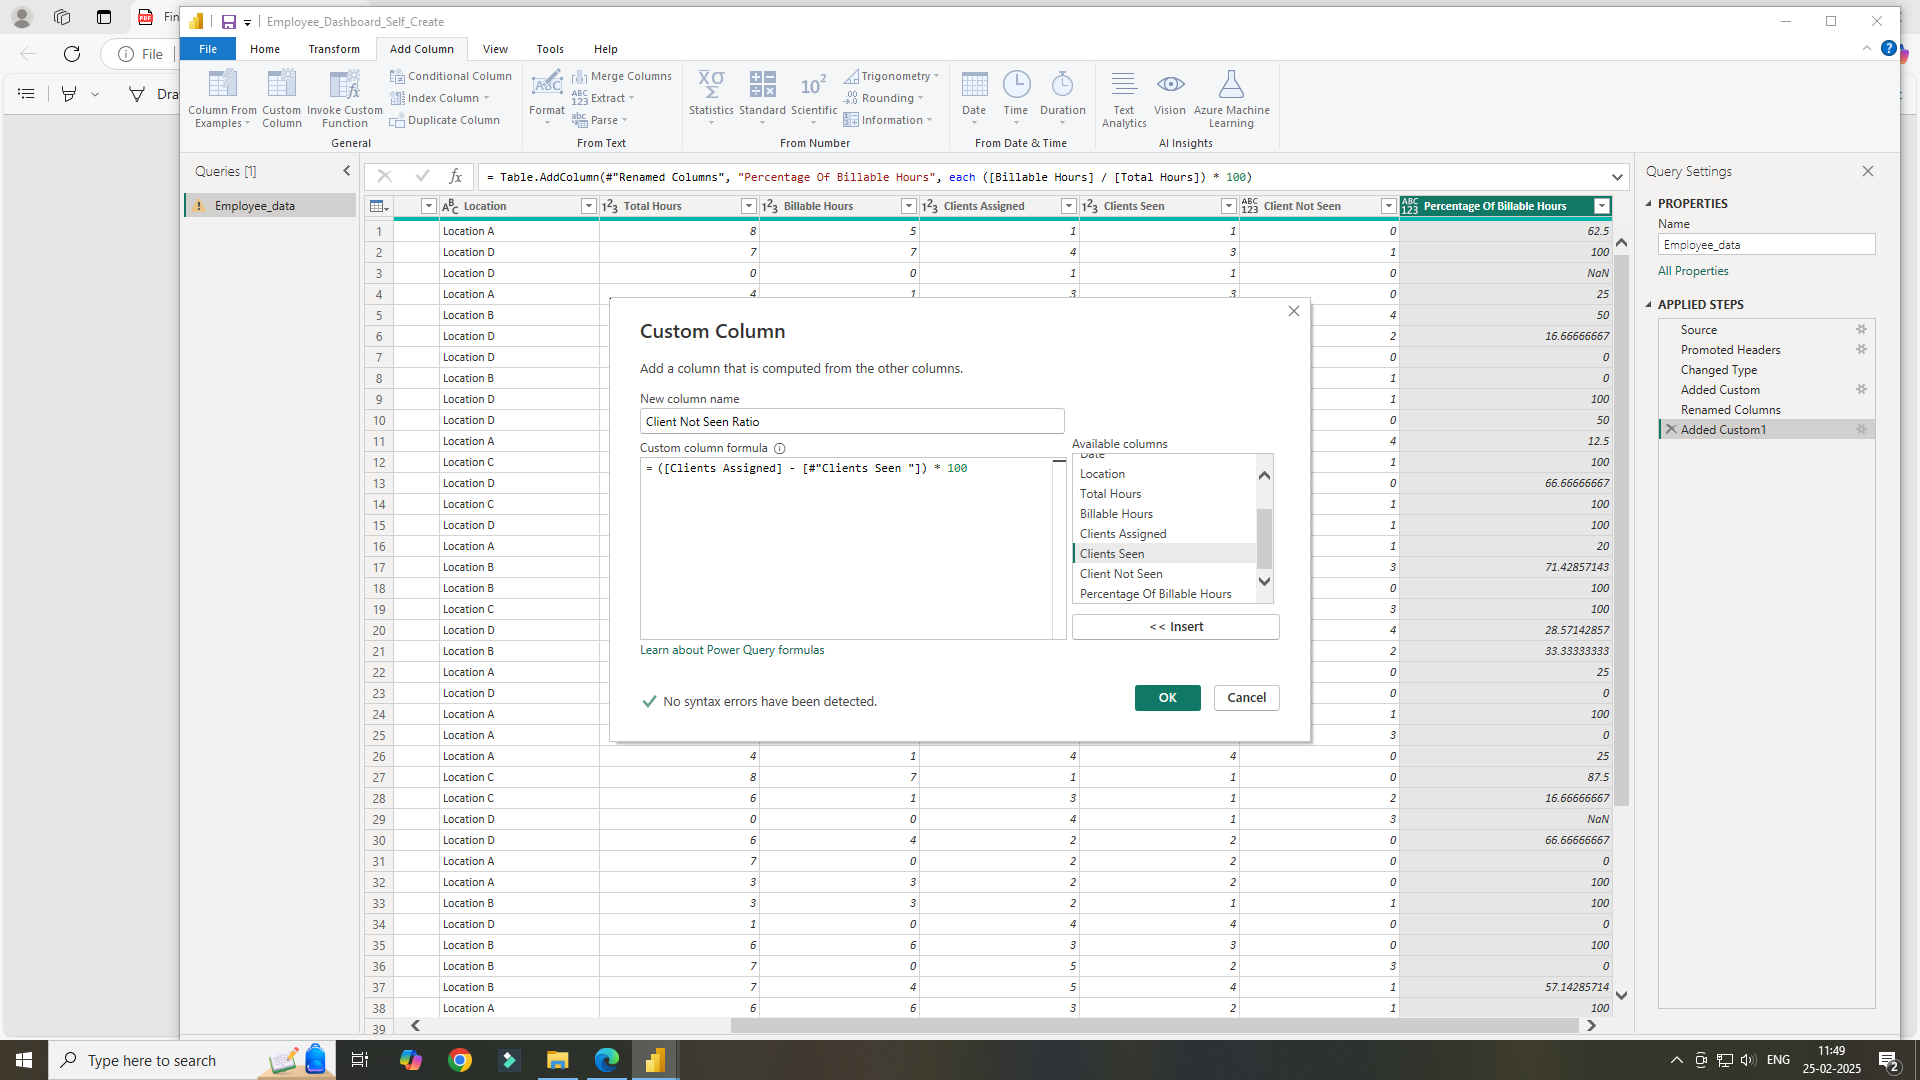 Fin
Employee_Dashboard_Self_Create
File
Home
Transform
Add Column
View
Tools
Help
File
Column From Examples
Custom Column
Invoke Custom Function
Conditional Column
Index Column
Duplicate Column
General
Format
Merge Columns
Extract
Parse
From Text
Statistics
Standard
Scientific
Trigonometry
Rounding
Information
From Number
Date
Time
Duration
From Date & Time
Text Analytics
Vision
Azure Machine Learning
AI Insights
Dra
Queries [1]
Employee_data
= Table.AddColumn(#"Renamed Columns", "Percentage Of Billable Hours", each ([Billable Hours] / [Total Hours]) * 100)
Location Total Hours Billable Hours Clients Assigned Clients Seen Client Not Seen Percentage Of Billable Hours
1 Location A 8 5 1 1 0 62.5
2 Location D 7 7 4 3 1 100
3 Location D 0 0 1 1 0 NaN
4 Location A 4 1 3 3 0 25
5 Location B 4 50
6 Location D 2 16.66666667
7 Location D 0 0
8 Location B 1 0
9 Location D 1 100
10 Location D 0 50
11 Location A 4 12.5
12 Location C 1 100
13 Location D 0 66.66666667
14 Location C 1 100
15 Location D 1 100
16 Location A 1 20
17 Location B 3 71.42857143
18 Location B 0 100
19 Location C 3 100
20 Location D 4 28.57142857
21 Location B 2 33.33333333
22 Location A 0 25
23 Location D 0 0
24 Location A 1 100
25 Location A 3 0
26 Location A 4 1 4 4 0 25
27 Location C 8 7 1 1 0 87.5
28 Location C 6 1 3 1 2 16.66666667
29 Location D 0 0 4 1 3 NaN
30 Location D 6 4 2 2 0 66.66666667
31 Location A 7 0 2 2 0 0
32 Location A 3 3 2 2 0 100
33 Location B 3 3 2 1 1 100
34 Location D 1 0 4 4 0 0
35 Location B 6 6 3 3 0 100
36 Location B 7 0 5 2 3 0
37 Location B 7 4 5 4 1 57.14285714
38 Location A 6 6 3 2 1 100
39
Custom Column
Add a column that is computed from the other columns.
New column name
Client Not Seen Ratio
Custom column formula
= ([Clients Assigned] - [#"Clients Seen "]) * 100
Available columns
Date
Location
Total Hours
Billable Hours
Clients Assigned
Clients Seen
Client Not Seen
Percentage Of Billable Hours
<< Insert
Learn about Power Query formulas
No syntax errors have been detected.
OK
Cancel
Query Settings
PROPERTIES
Name
Employee_data
All Properties
APPLIED STEPS
Source
Promoted Headers
Changed Type
Added Custom
Renamed Columns
Added Custom1
Type here to search
ENG
11:49
25-02-2025
2